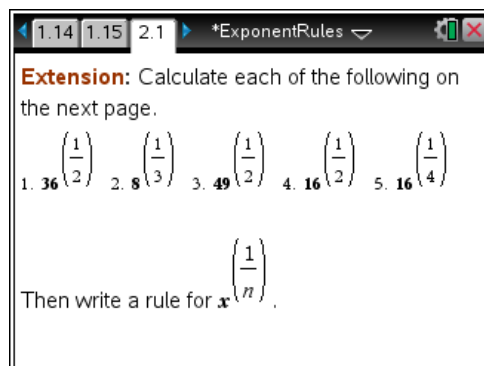 1.14 1.15 2.1 *ExponentRules
Extension: Calculate each of the following on
the next page.
1. 36^(1/2) 2. 8^(1/3) 3. 49^(1/2) 4. 16^(1/2) 5. 16^(1/4)
Then write a rule for x^(1/n).